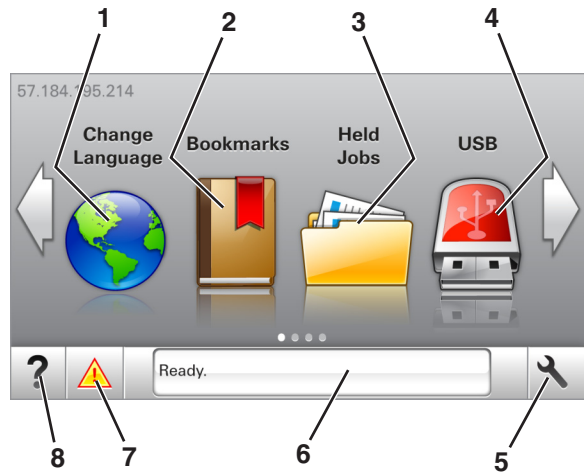 1 2 3 4
57.184.195.214
Change
Language
Bookmarks
Held
Jobs
USB
?
Ready.
8 7 6 5